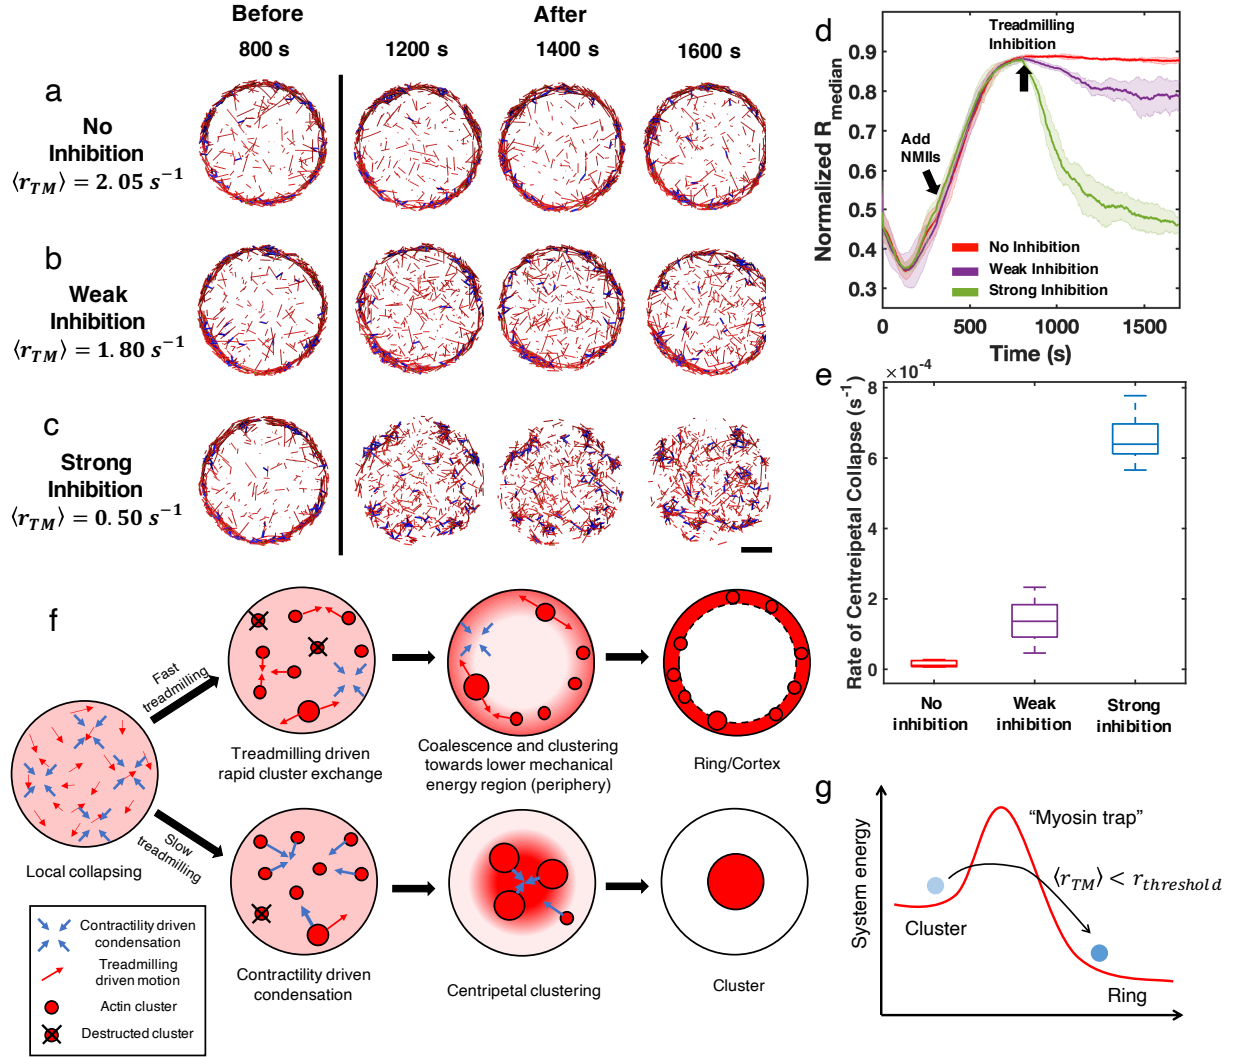 Before
After
800 s
1200 s
1400 s
1600 s
a
No
Inhibition
⟨r_TM⟩ = 2.05 s⁻¹
b
Weak
Inhibition
⟨r_TM⟩ = 1.80 s⁻¹
c
Strong
Inhibition
⟨r_TM⟩ = 0.50 s⁻¹
d
Normalized R_median
0.9
0.8
0.7
0.6
0.5
0.4
0.3
Treadmilling
Inhibition
Add
NMIIs
No Inhibition
Weak Inhibition
Strong Inhibition
0
500
1000
1500
Time (s)
e
×10⁻⁴
Rate of Centreipetal Collapse (s⁻¹)
8
6
4
2
0
No
inhibition
Weak
inhibition
Strong
inhibition
f
Local collapsing
Fast
treadmilling
Slow
treadmilling
Treadmilling driven
rapid cluster exchange
Coalescence and clustering
towards lower mechanical
energy region (periphery)
Ring/Cortex
Contractility driven
condensation
Centripetal clustering
Cluster
Contractility driven
condensation
Treadmilling
driven motion
Actin cluster
Destructed cluster
g
System energy
"Myosin trap"
⟨r_TM⟩ < r_threshold
Cluster
Ring